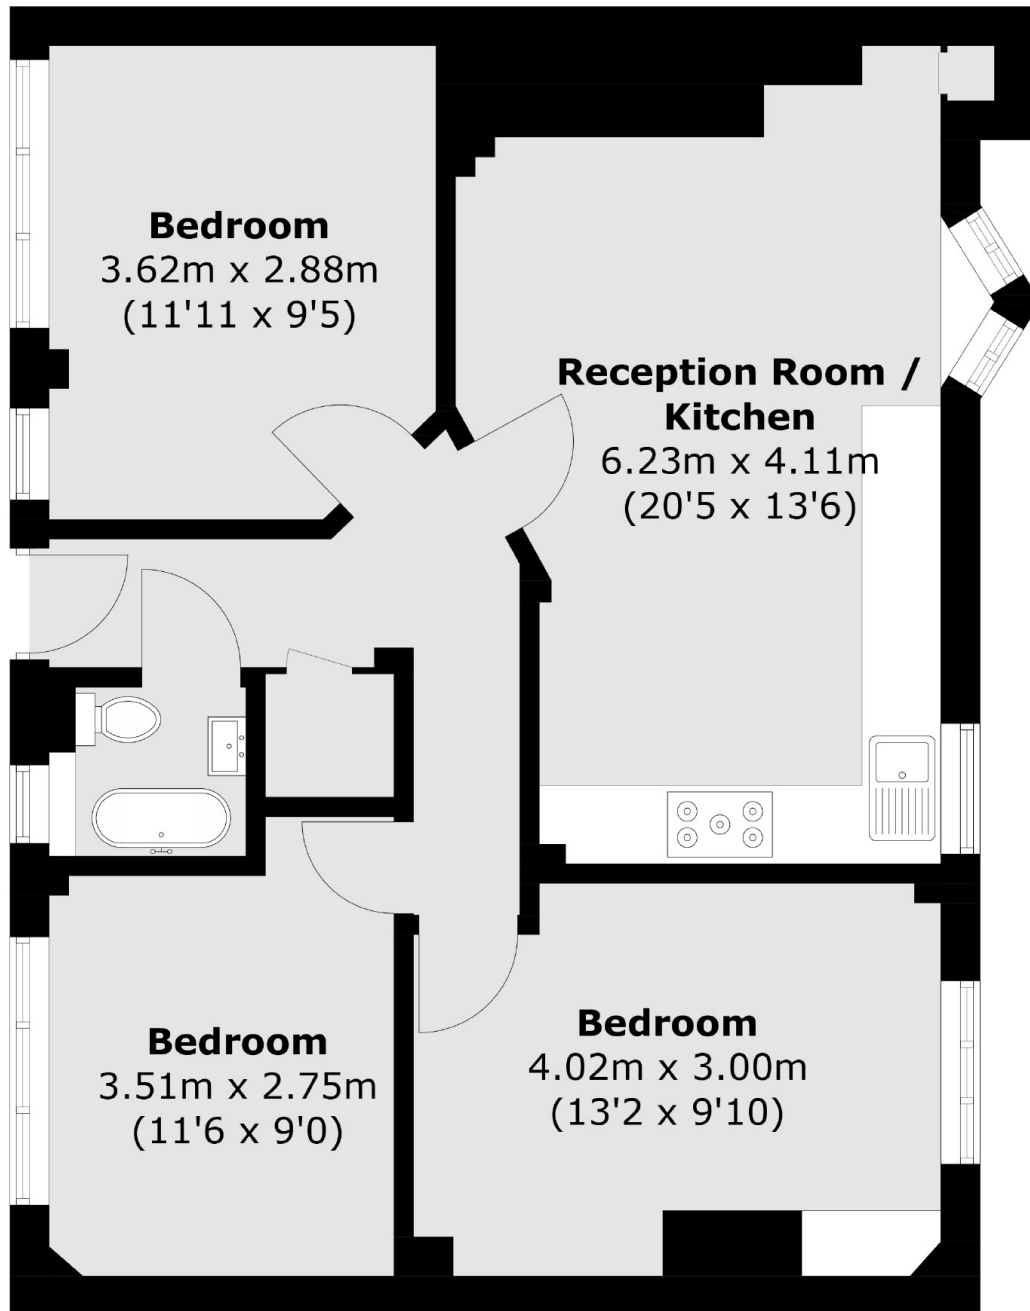 Bedroom
3.62m x 2.88m
(11'11 x 9'5)
Reception Room /
Kitchen
6.23m x 4.11m
(20'5 x 13'6)
Bedroom
3.51m x 2.75m
(11'6 x 9'0)
Bedroom
4.02m x 3.00m
(13'2 x 9'10)